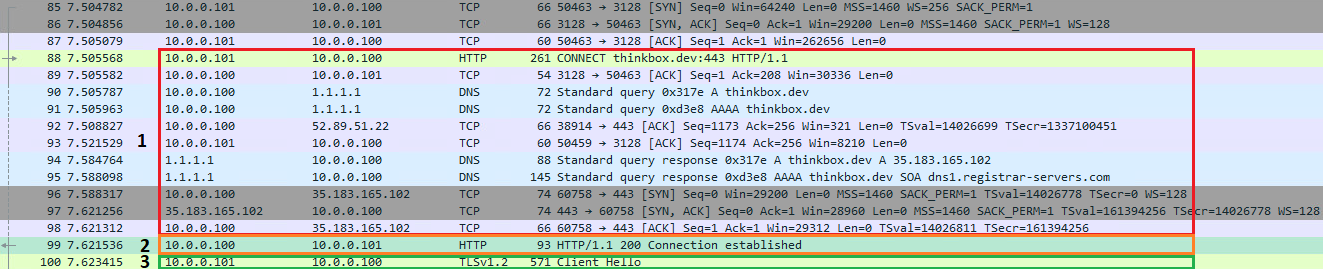 85 7.504782 10.0.0.101 10.0.0.100 TCP 66 50463 → 3128 [SYN] Seq=0 Win=64240 Len=0 MSS=1460 WS=256 SACK_PERM=1
86 7.504856 10.0.0.100 10.0.0.101 TCP 66 3128 → 50463 [SYN, ACK] Seq=0 Ack=1 Win=29200 Len=0 MSS=1460 SACK_PERM=1 WS=128
87 7.505079 10.0.0.101 10.0.0.100 TCP 60 50463 → 3128 [ACK] Seq=1 Ack=1 Win=262656 Len=0
88 7.505568 10.0.0.101 10.0.0.100 HTTP 261 CONNECT thinkbox.dev:443 HTTP/1.1
89 7.505582 10.0.0.100 10.0.0.101 TCP 54 3128 → 50463 [ACK] Seq=1 Ack=208 Win=30336 Len=0
90 7.505787 10.0.0.100 1.1.1.1 DNS 72 Standard query 0x317e A thinkbox.dev
91 7.505963 10.0.0.100 1.1.1.1 DNS 72 Standard query 0xd3e8 AAAA thinkbox.dev
92 7.508827 10.0.0.100 52.89.51.22 TCP 66 38914 → 443 [ACK] Seq=1173 Ack=256 Win=321 Len=0 TSval=14026699 TSecr=1337100451
93 7.521529 1 10.0.0.101 10.0.0.100 TCP 60 50459 → 3128 [ACK] Seq=1174 Ack=256 Win=8210 Len=0
94 7.584764 1.1.1.1 10.0.0.100 DNS 88 Standard query response 0x317e A thinkbox.dev A 35.183.165.102
95 7.588098 1.1.1.1 10.0.0.100 DNS 145 Standard query response 0xd3e8 AAAA thinkbox.dev SOA dns1.registrar-servers.com
96 7.588317 10.0.0.100 35.183.165.102 TCP 74 60758 → 443 [SYN] Seq=0 Win=29200 Len=0 MSS=1460 SACK_PERM=1 TSval=14026778 TSecr=0 WS=128
97 7.621256 35.183.165.102 10.0.0.100 TCP 74 443 → 60758 [SYN, ACK] Seq=0 Ack=1 Win=28960 Len=0 MSS=1460 SACK_PERM=1 TSval=161394256 TSecr=14026778 WS=128
98 7.621312 10.0.0.100 35.183.165.102 TCP 66 60758 → 443 [ACK] Seq=1 Ack=1 Win=29312 Len=0 TSval=14026811 TSecr=161394256
99 7.621536 2 10.0.0.100 10.0.0.101 HTTP 93 HTTP/1.1 200 Connection established
100 7.623415 3 10.0.0.101 10.0.0.100 TLSv1.2 571 Client Hello